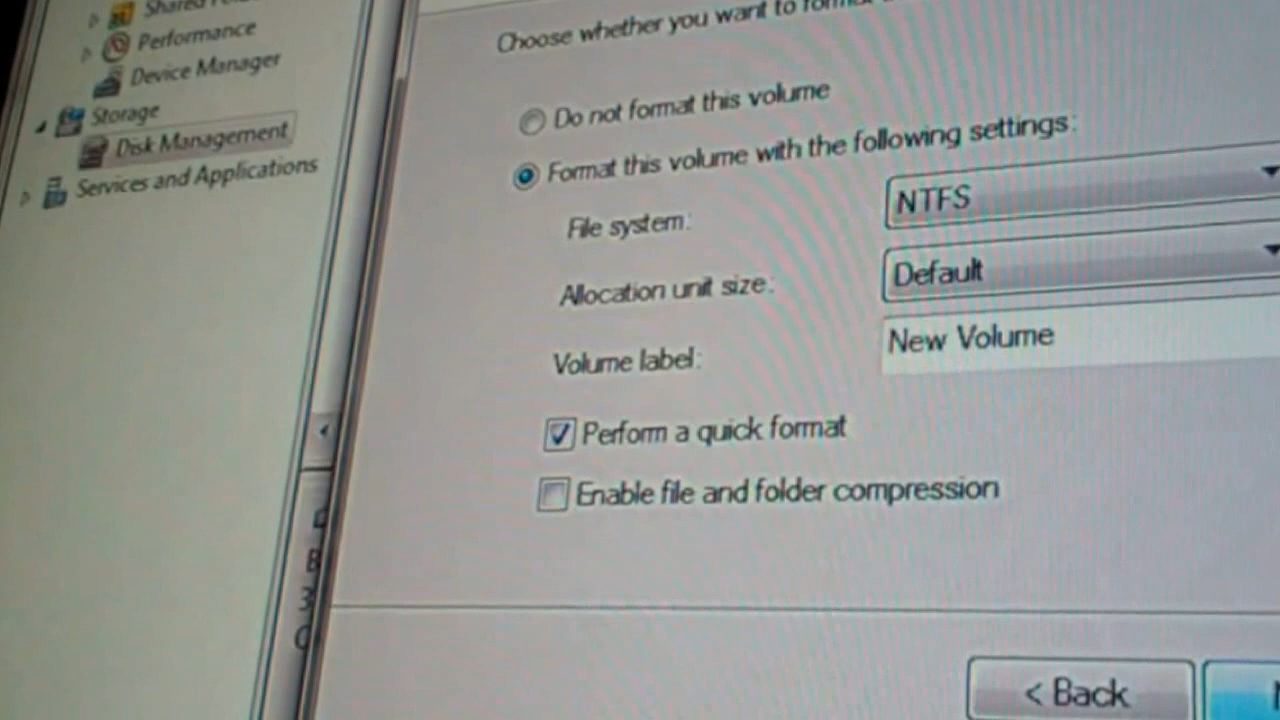 Shared
Performance
Device Manager
Storage
Disk Management
Services and Applications
Choose whether you want to format
Do not format this volume
Format this volume with the following settings:
File system:
NTFS
Allocation unit size:
Default
Volume label:
New Volume
Perform a quick format
Enable file and folder compression
< Back